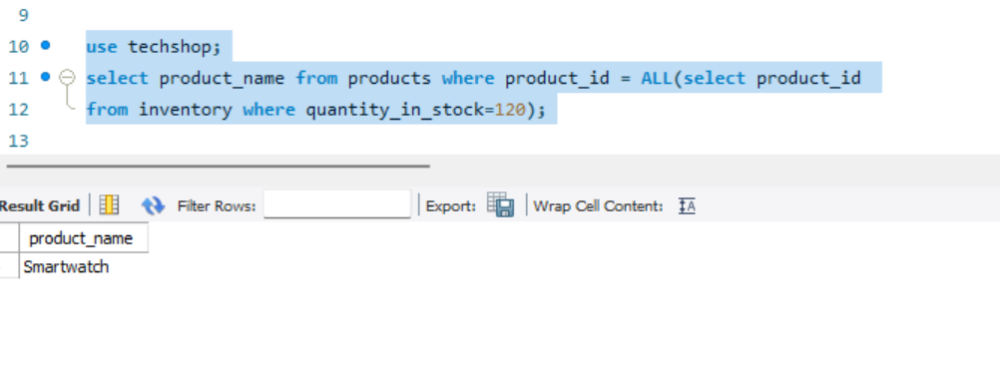 9
10 use techshop;
11 select product_name from products where product_id = ALL(select product_id
12 from inventory where quantity_in_stock=120);
13
Result Grid Filter Rows: Export: Wrap Cell Content: IA
product_name
Smartwatch